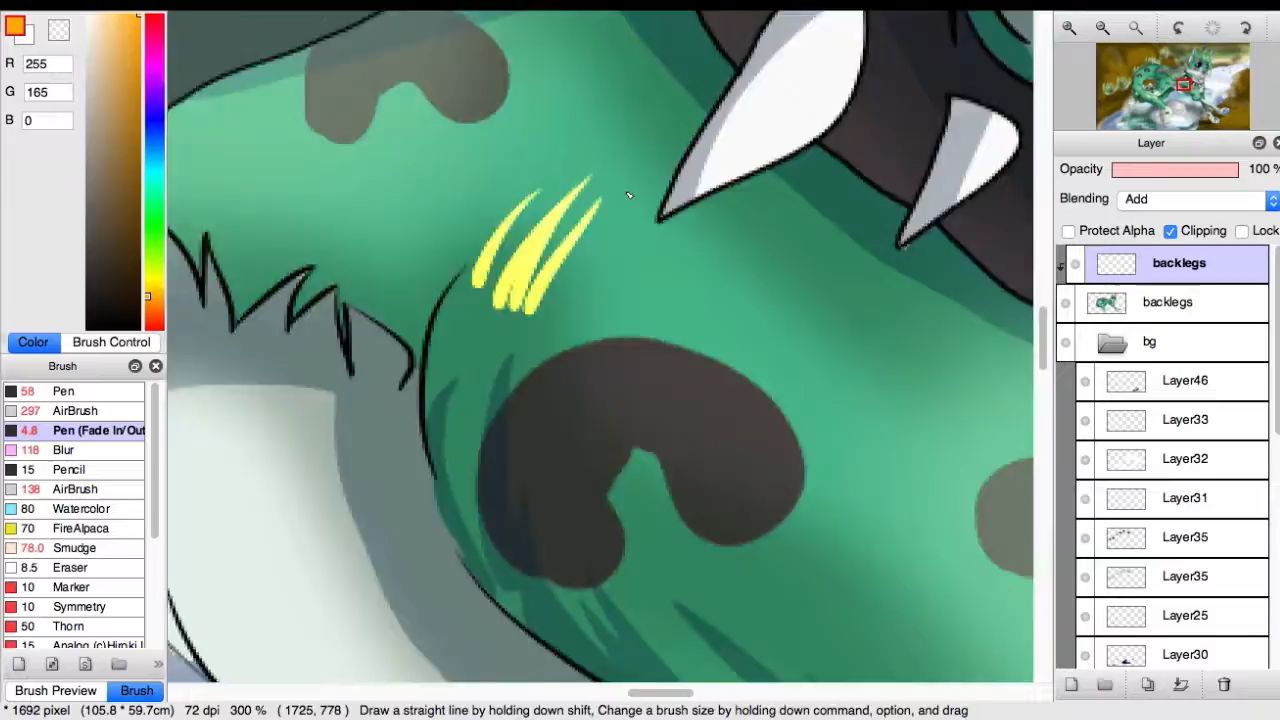 R 255
G 165
B 0
Color Brush Control
Brush
58 Pen
297 AirBrush
4.8 Pen (Fade In/Out
118 Blur
15 Pencil
138 AirBrush
80 Watercolor
70 FireAlpaca
78.0 Smudge
8.5 Eraser
10 Marker
10 Symmetry
50 Thorn
15 Analog (c)Hiroki
Brush Preview Brush
Layer
Opacity 100 %
Blending Add
Protect Alpha Clipping Lock
backlegs
backlegs
bg
Layer46
Layer33
Layer32
Layer31
Layer35
Layer35
Layer25
Layer30
* 1692 pixel (105.8 * 59.7cm) 72 dpi 300 % ( 1725, 778 ) Draw a straight line by holding down shift, Change a brush size by holding down command, option, and drag